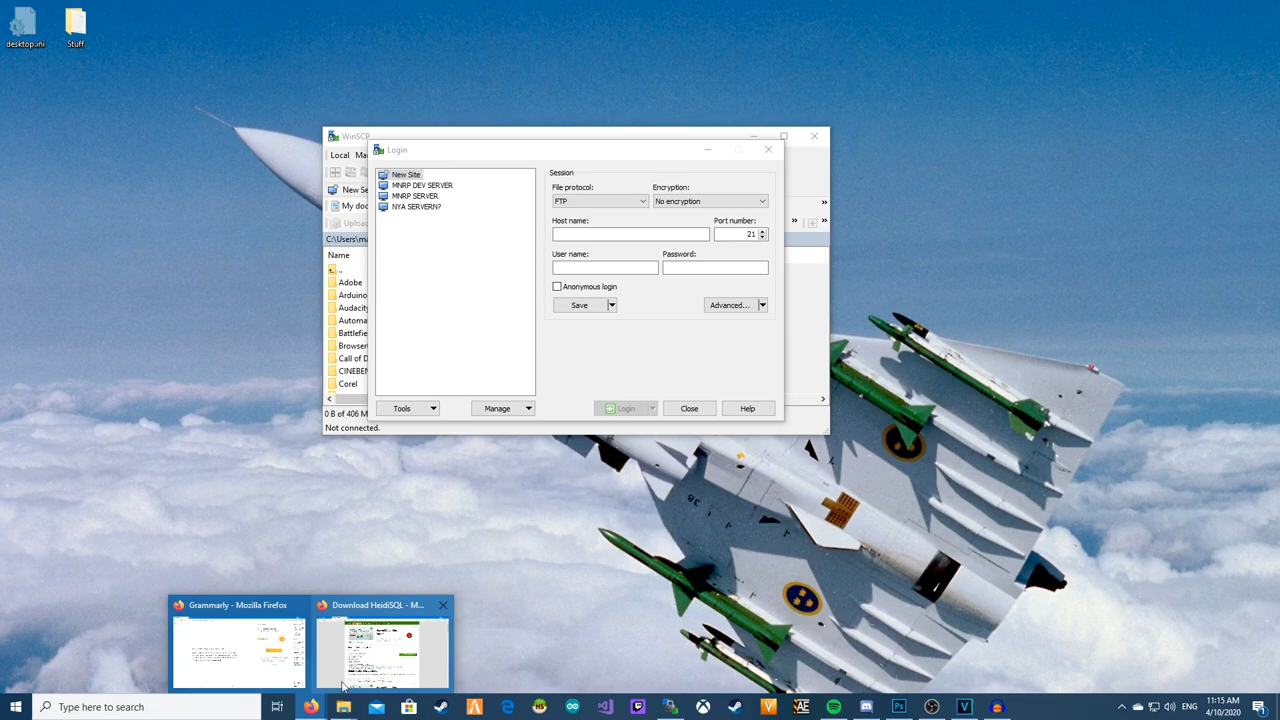 desktop.ini
Stuff
WinSCP
Local
Ma
Login
New Se
My doc
Upload
C:\Users\ma
Name
..
Adobe
Arduino
Audacity
Automa
Battlefie
Browser
Call of D
CINEBEN
Corel
0 B of 406 M
Not connected.
New Site
MNRP DEV SERVER
MNRP SERVER
NYA SERVERN?
Session
File protocol:
Encryption:
FTP
No encryption
Host name:
Port number:
21
User name:
Password:
Anonymous login
Save
Advanced...
Tools
Manage
Login
Close
Help
Grammarly - Mozilla Firefox
Download HeidiSQL - M...
38
Type here to search
ENG
11:15 AM
4/10/2020